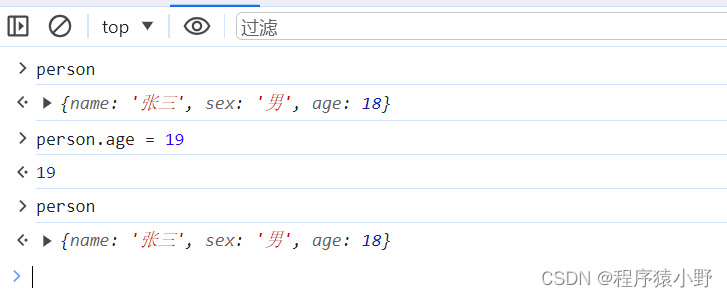 top 过滤
person
{name: '张三', sex: '男', age: 18}
person.age = 19
19
person
{name: '张三', sex: '男', age: 18}
CSDN @程序猿小野